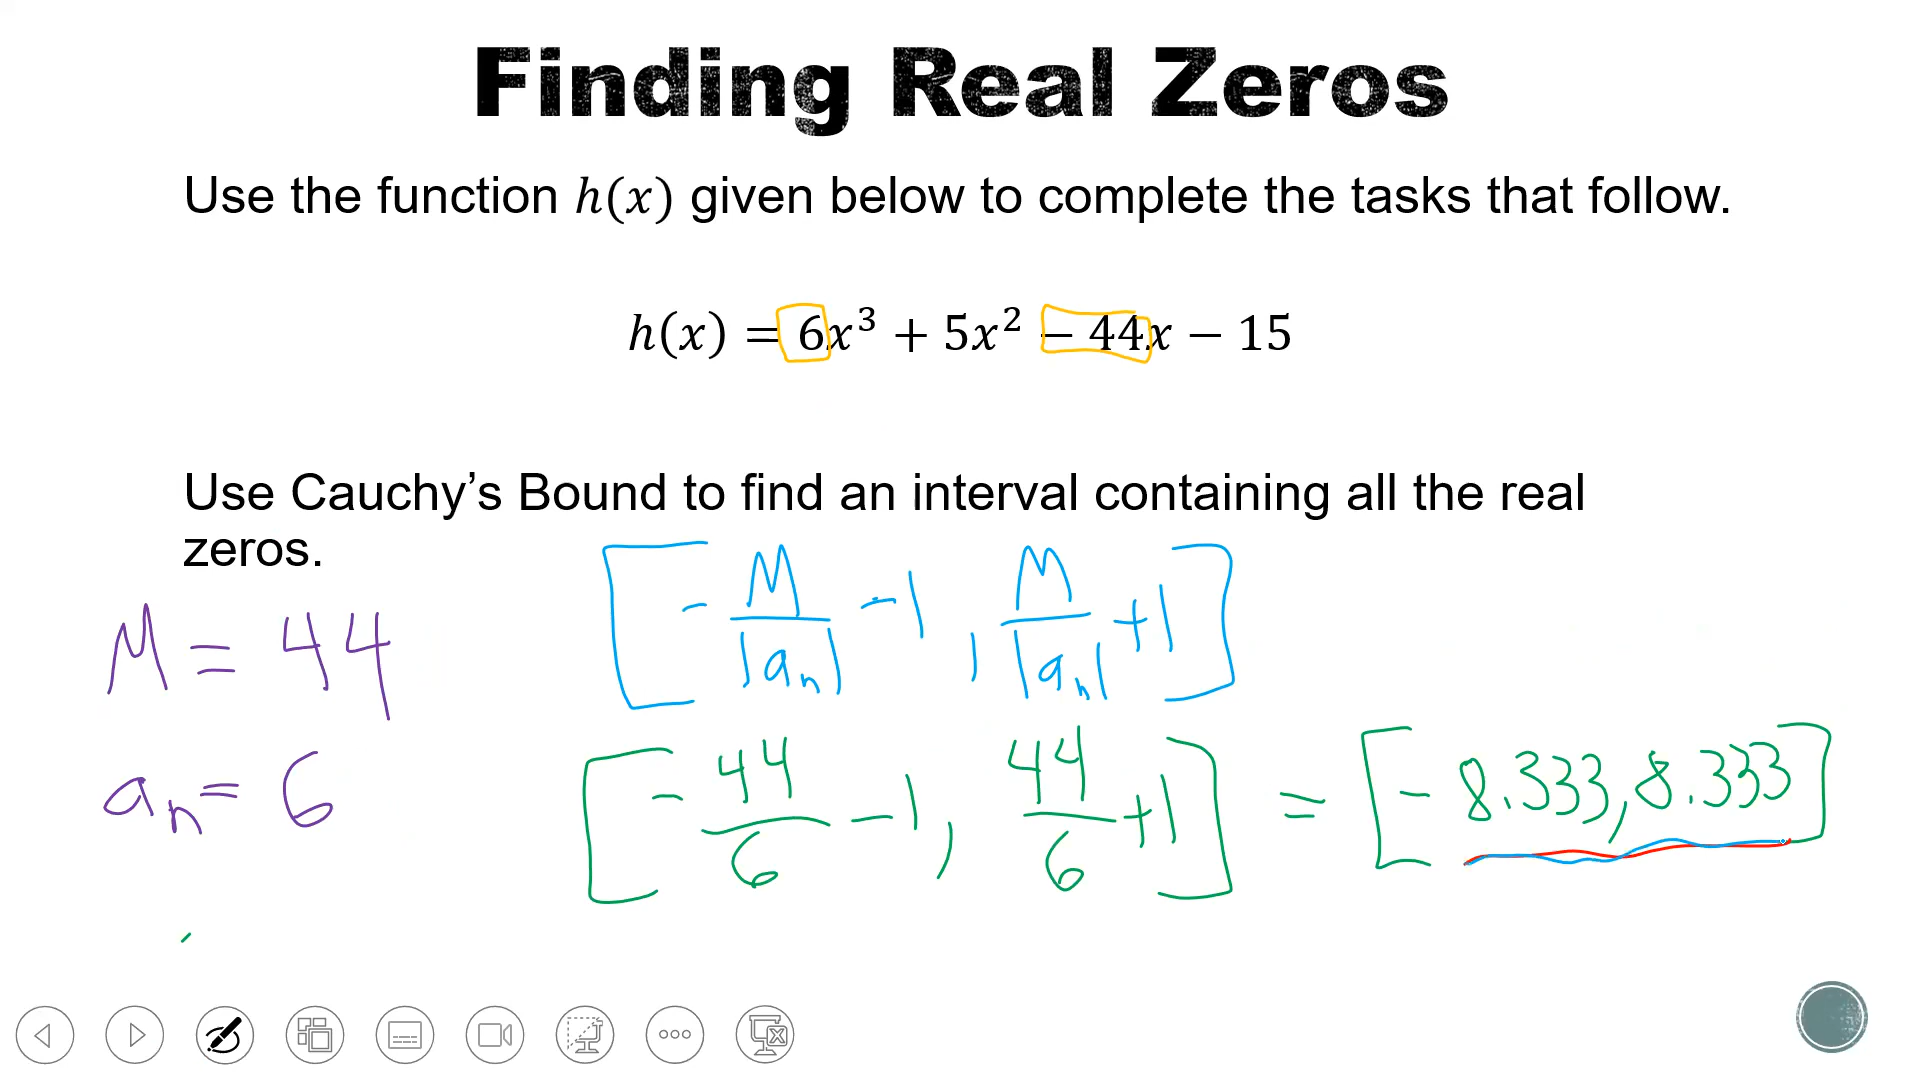 Finding Real Zeros
Use the function h(x) given below to complete the tasks that follow.
h(x) = 6x³ + 5x² − 44x − 15
Use Cauchy’s Bound to find an interval containing all the real
zeros.
M = 44
[ - M/|aₙ| - 1 , M/|aₙ| + 1 ]
aₙ = 6
[ - 44/6 - 1 , 44/6 + 1 ] = [ - 8.333, 8.333 ]